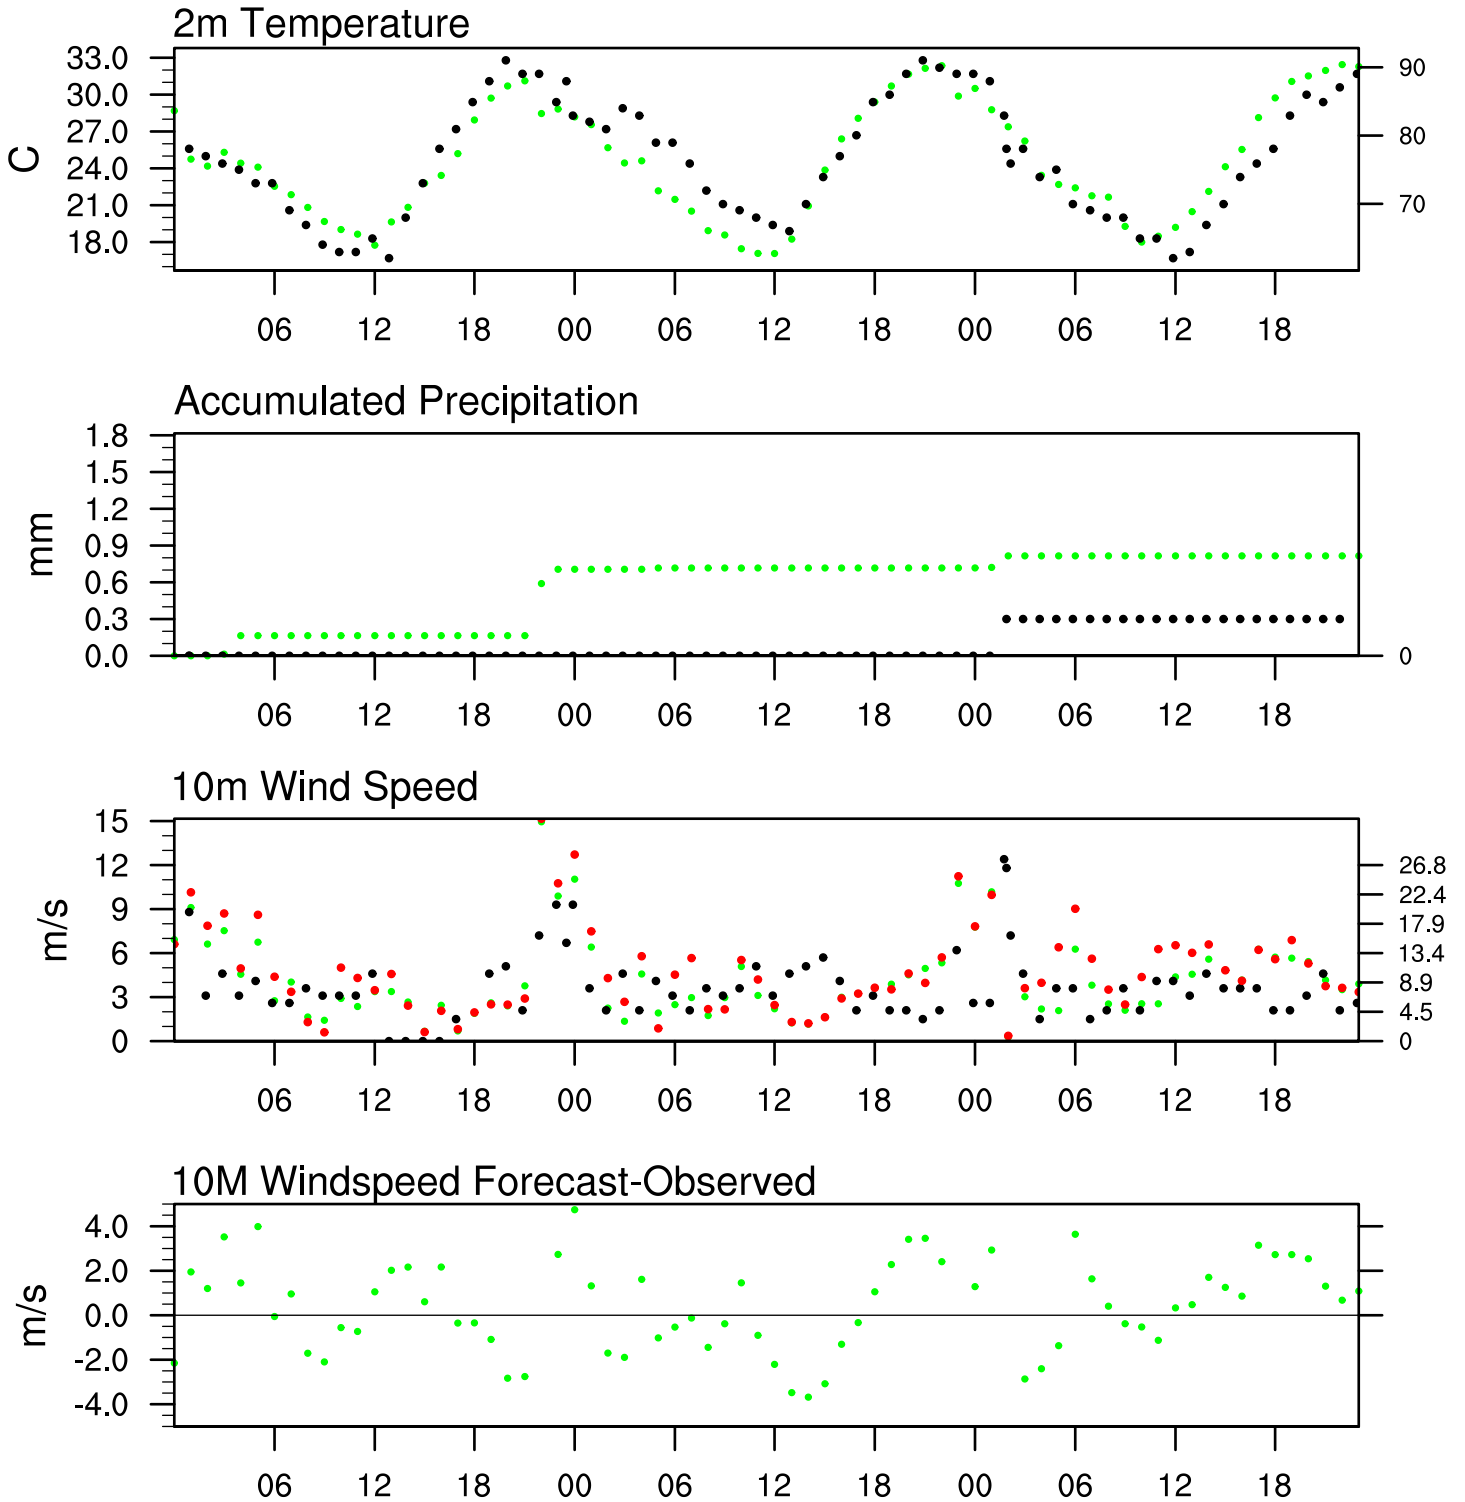 2m Temperature
33.0
30.0
27.0
24.0
21.0
18.0
C
90
80
70
06 12 18 00 06 12 18 00 06 12 18
Accumulated Precipitation
1.8
1.5
1.2
0.9
0.6
0.3
0.0
mm
0
06 12 18 00 06 12 18 00 06 12 18
10m Wind Speed
15
12
9
6
3
0
m/s
26.8
22.4
17.9
13.4
8.9
4.5
0
06 12 18 00 06 12 18 00 06 12 18
10M Windspeed Forecast-Observed
4.0
2.0
0.0
-2.0
-4.0
m/s
06 12 18 00 06 12 18 00 06 12 18